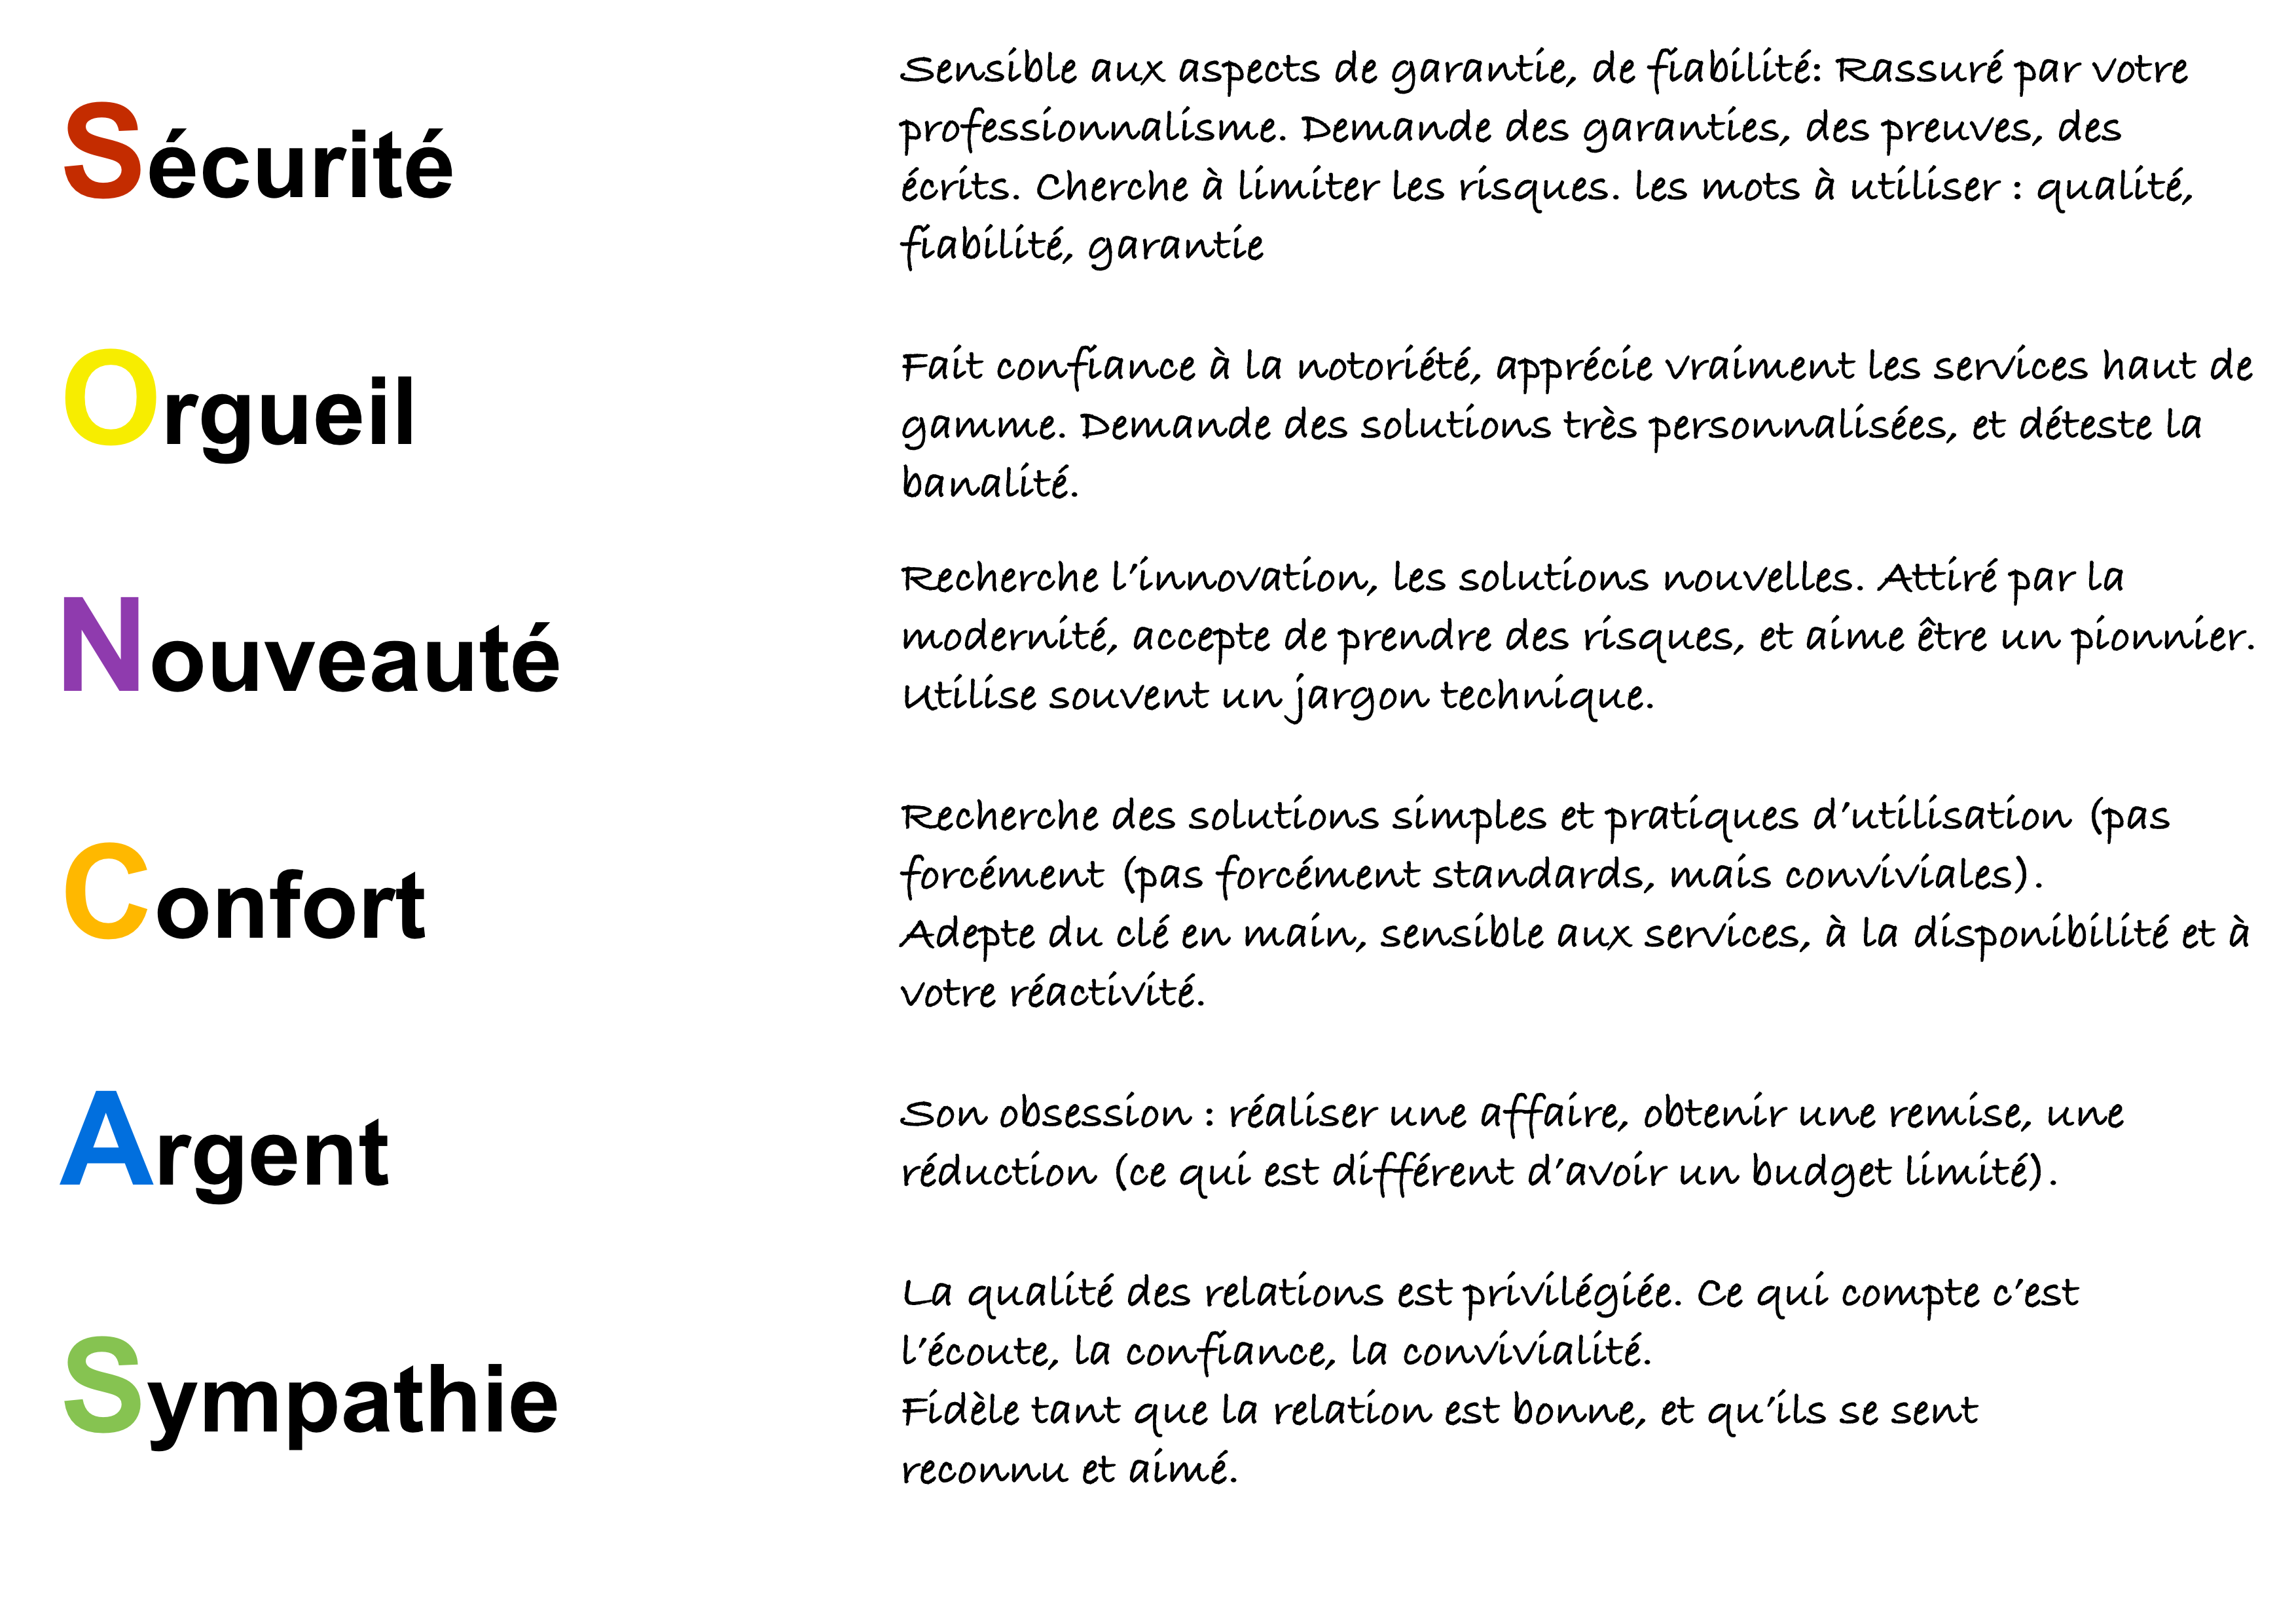 Sécurité
Sensible aux aspects de garantie, de fiabilité: Rassuré par votre
professionnalisme. Demande des garanties, des preuves, des
écrits. Cherche à limiter les risques. les mots à utiliser : qualité,
fiabilité, garantie
Orgueil
Fait confiance à la notoriété, apprécie vraiment les services haut de
gamme. Demande des solutions très personnalisées, et déteste la
banalité.
Nouveauté
Recherche l'innovation, les solutions nouvelles. Attiré par la
modernité, accepte de prendre des risques, et aime être un pionnier.
Utilise souvent un jargon technique.
Confort
Recherche des solutions simples et pratiques d'utilisation (pas
forcément (pas forcément standards, mais conviviales).
Adepte du clé en main, sensible aux services, à la disponibilité et à
votre réactivité.
Argent
Son obsession : réaliser une affaire, obtenir une remise, une
réduction (ce qui est différent d'avoir un budget limité).
Sympathie
La qualité des relations est privilégiée. Ce qui compte c'est
l'écoute, la confiance, la convivialité.
Fidèle tant que la relation est bonne, et qu'ils se sent
reconnu et aimé.